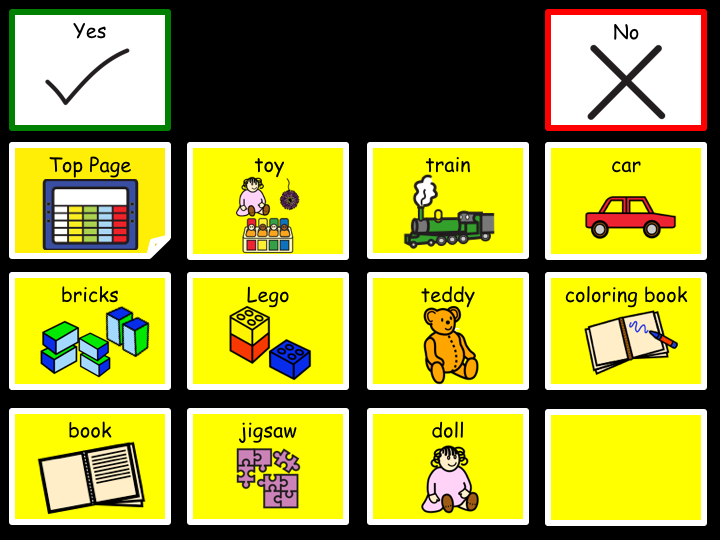 Yes
No
Top Page
toy
train
car
bricks
Lego
teddy
coloring book
book
jigsaw
doll